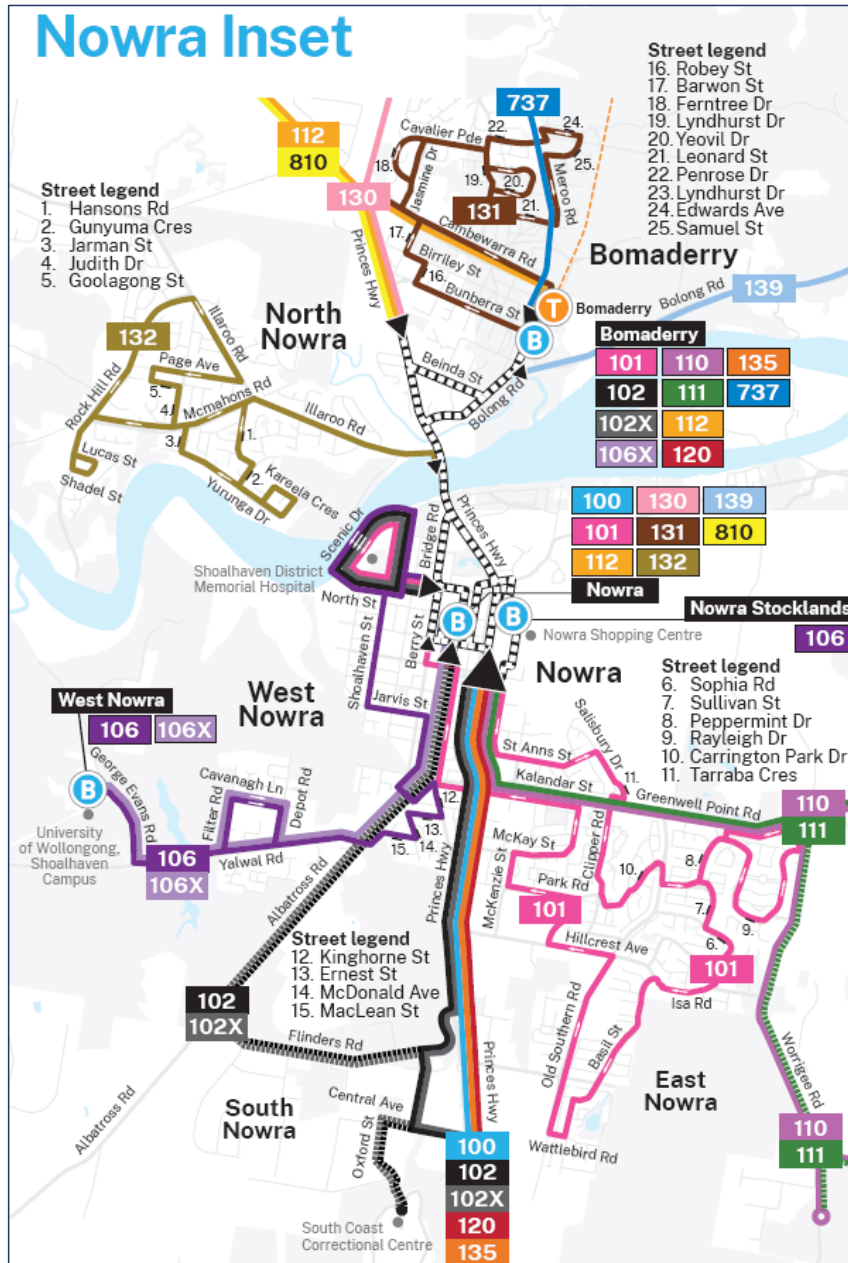 Nowra Inset
Street legend
16. Robey St
17. Barwon St
18. Ferntree Dr
19. Lyndhurst Dr
20. Yeovil Dr
21. Leonard St
22. Penrose Dr
23. Lyndhurst Dr
24. Edwards Ave
25. Samuel St
737
112
810
130
Cavalier Pde
22.
24.
18.
Jasmine Dr
19.
20.
25.
21.
Meroo Rd
131
Street legend
1. Hansons Rd
2. Gunyuma Cres
3. Jarman St
4. Judith Dr
5. Goolagong St
Princes Hwy
17.
Cambewarra Rd
Birriley St
16.
Bunberra St
Bomaderry
T
Bomaderry
B
Bolong Rd
139
North
Nowra
Illaroo Rd
132
Page Ave
Rock Hill Rd
5.
4.
Mcmahons Rd
3.
1.
Illaroo Rd
Lucas St
Shadel St
Yurunga Dr
2.
Kareela Cres
Beinda St
Bolong Rd
Bomaderry
101 110 135
102 111 737
102X 112
106X 120
Scenic Dr
Shoalhaven District
Memorial Hospital
North St
Bridge Rd
Princes Hwy
100 130 139
101 131 810
112 132
Nowra
B
B
Nowra Stocklands
106
Nowra Shopping Centre
Berry St
Shoalhaven St
Jarvis St
West
Nowra
Nowra
Street legend
6. Sophia Rd
7. Sullivan St
8. Peppermint Dr
9. Rayleigh Dr
10. Carrington Park Dr
11. Tarraba Cres
West Nowra
106 106X
B
George Evans Rd
University
of Wollongong,
Shoalhaven
Campus
Cavanagh Ln
Filter Rd
Depot Rd
106
106X
Yalwal Rd
12.
13.
14.
15.
St Anns St
Salisbury Dr
11.
Kalandar St
Greenwell Point Rd
110
111
McKay St
McKenzie St
Park Rd
Clipper Rd
10.
8.
7.
9.
6.
101
Hillcrest Ave
101
Isa Rd
Albatross Rd
Princes Hwy
Street legend
12. Kinghorne St
13. Ernest St
14. McDonald Ave
15. MacLean St
102
102X
Flinders Rd
Albatross Rd
South
Nowra
Central Ave
Oxford St
South Coast
Correctional Centre
Princes Hwy
100
102
102X
120
135
Old Southern Rd
Basil St
Wattlebird Rd
East
Nowra
Worrigee Rd
110
111